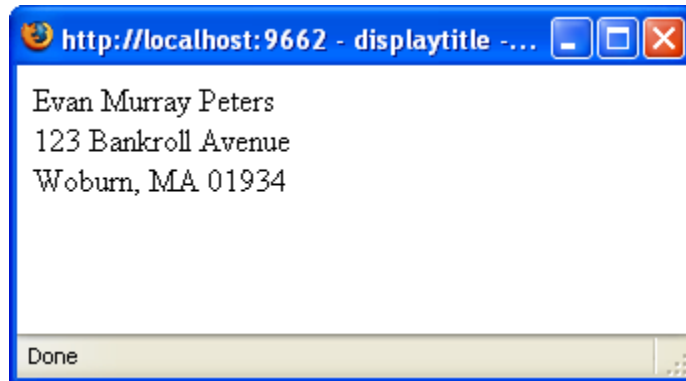 http://localhost:9662 - displaytitle -...
Evan Murray Peters
123 Bankroll Avenue
Woburn, MA 01934
Done